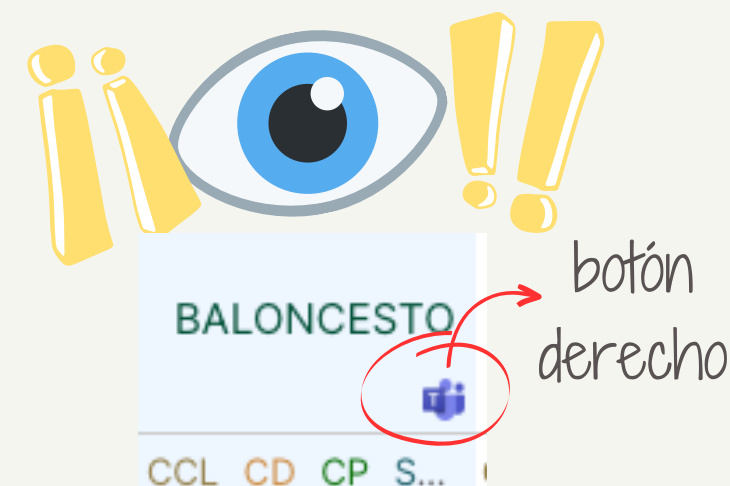 ¡¡ !!
BALONCESTO
botón
derecho
T
CCL CD CP S...